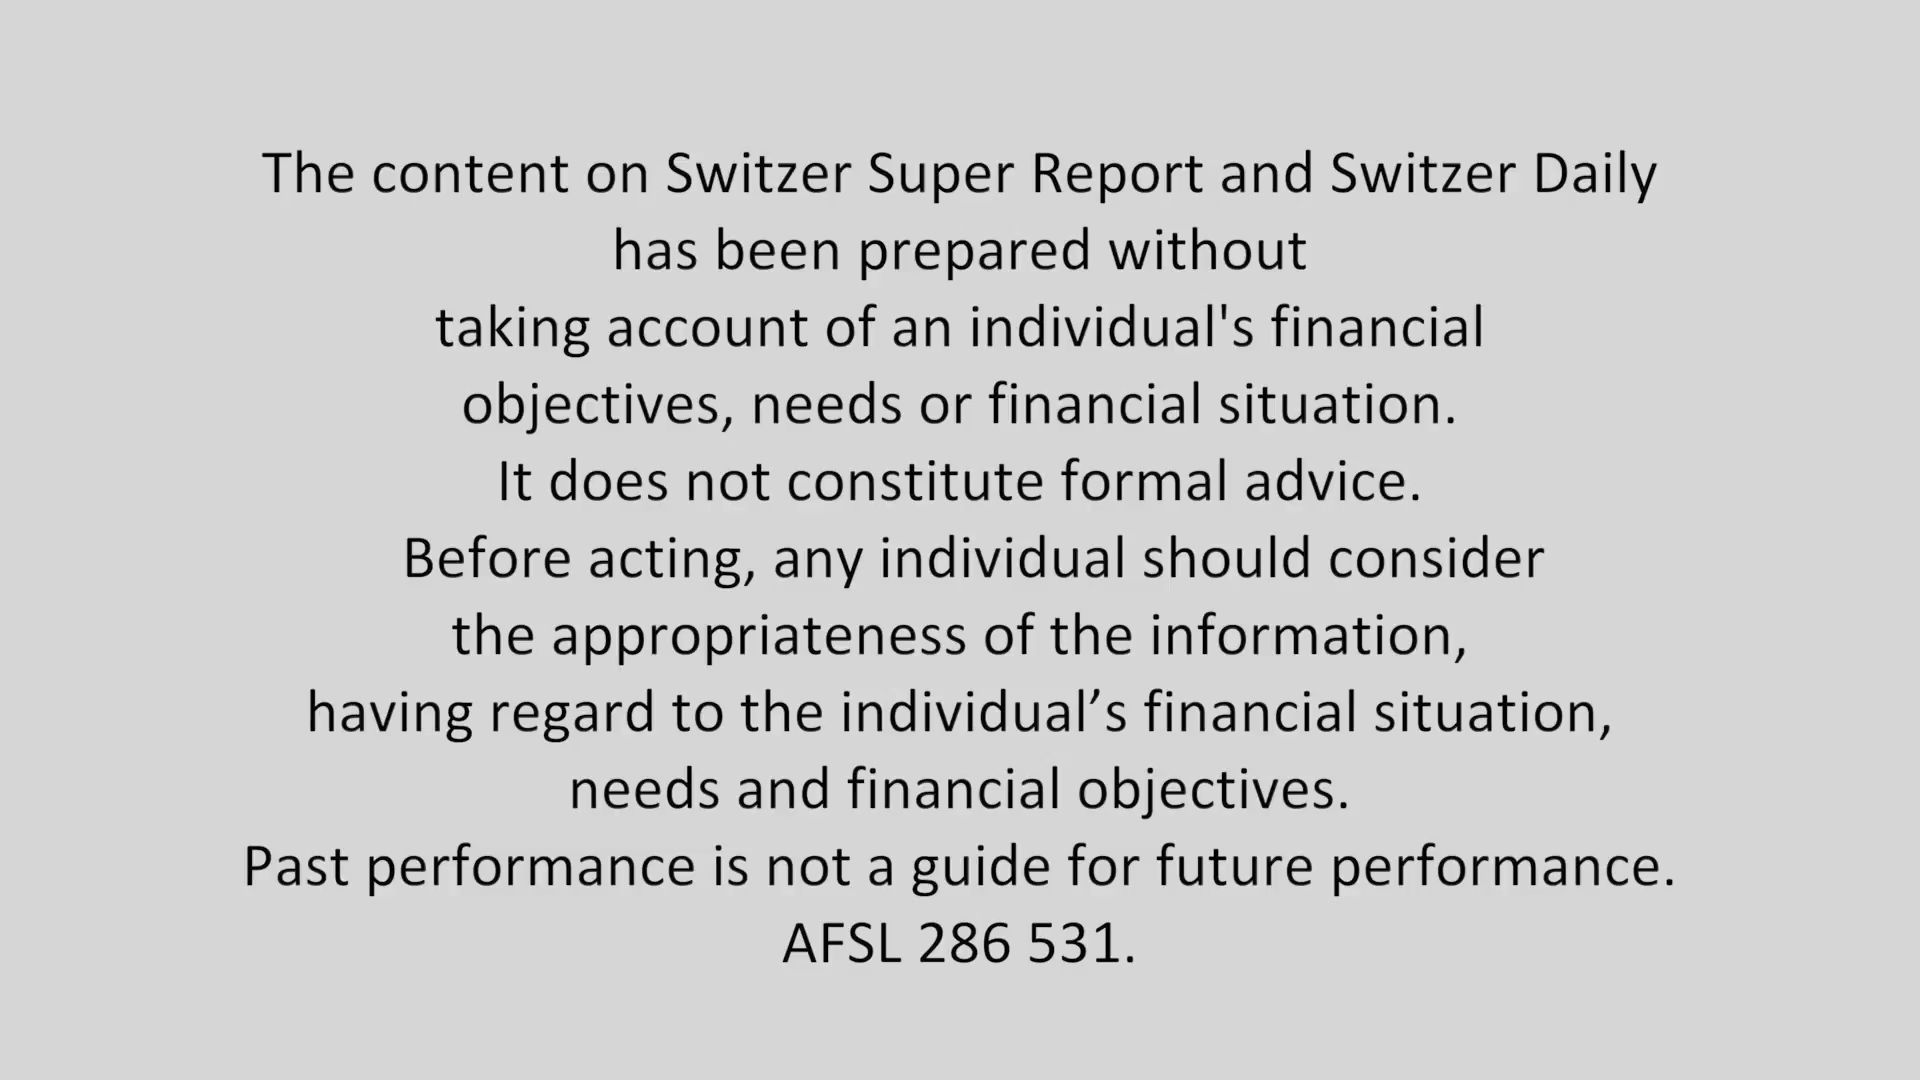 The content on Switzer Super Report and Switzer Daily
has been prepared without
taking account of an individual's financial
objectives, needs or financial situation.
It does not constitute formal advice.
Before acting, any individual should consider
the appropriateness of the information,
having regard to the individual’s financial situation,
needs and financial objectives.
Past performance is not a guide for future performance.
AFSL 286 531.